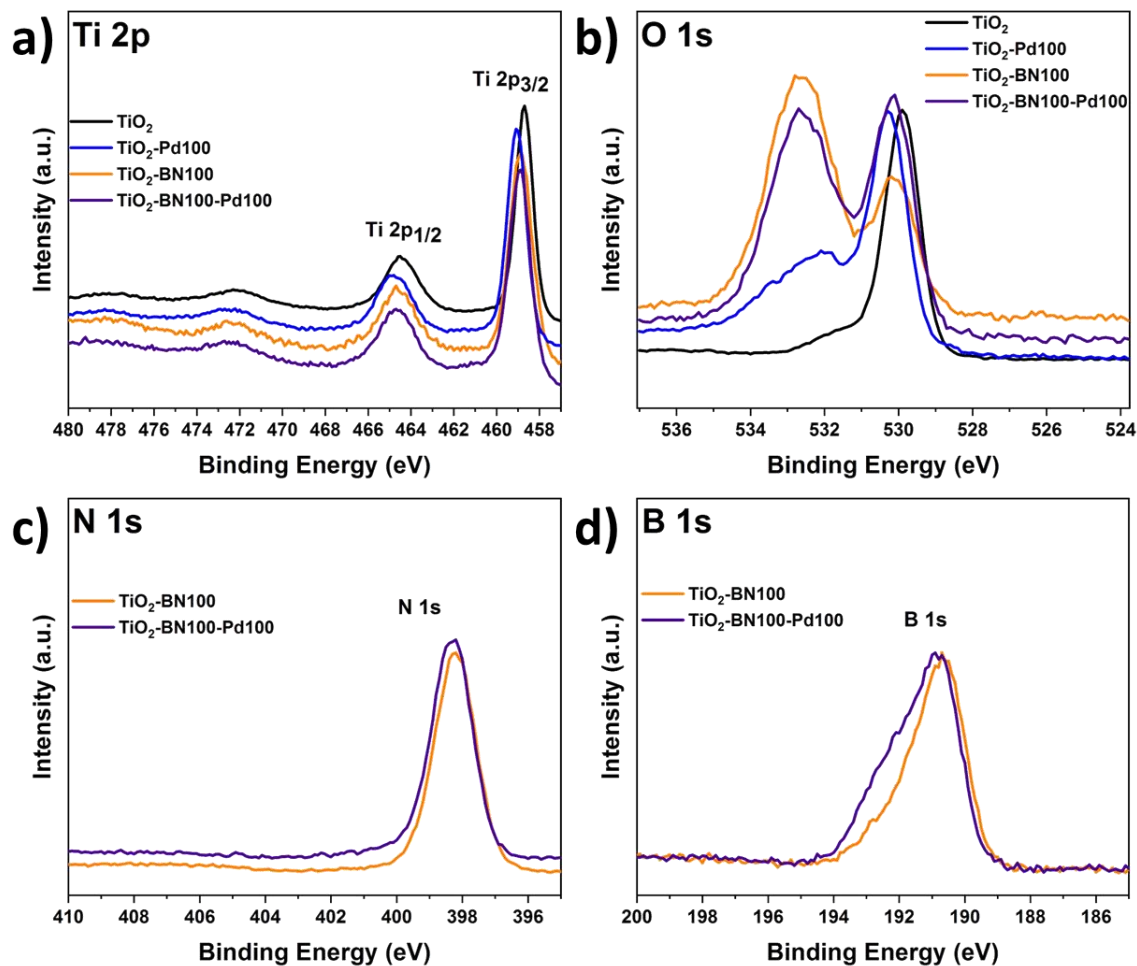 a) Ti 2p
Ti 2p3/2
TiO2
TiO2-Pd100
TiO2-BN100
TiO2-BN100-Pd100
Ti 2p1/2
Intensity (a.u.)
480 478 476 474 472 470 468 466 464 462 460 458
Binding Energy (eV)
b) O 1s
TiO2
TiO2-Pd100
TiO2-BN100
TiO2-BN100-Pd100
Intensity (a.u.)
536 534 532 530 528 526 524
Binding Energy (eV)
c) N 1s
TiO2-BN100
TiO2-BN100-Pd100
N 1s
Intensity (a.u.)
410 408 406 404 402 400 398 396
Binding Energy (eV)
d) B 1s
TiO2-BN100
TiO2-BN100-Pd100
B 1s
Intensity (a.u.)
200 198 196 194 192 190 188 186
Binding Energy (eV)